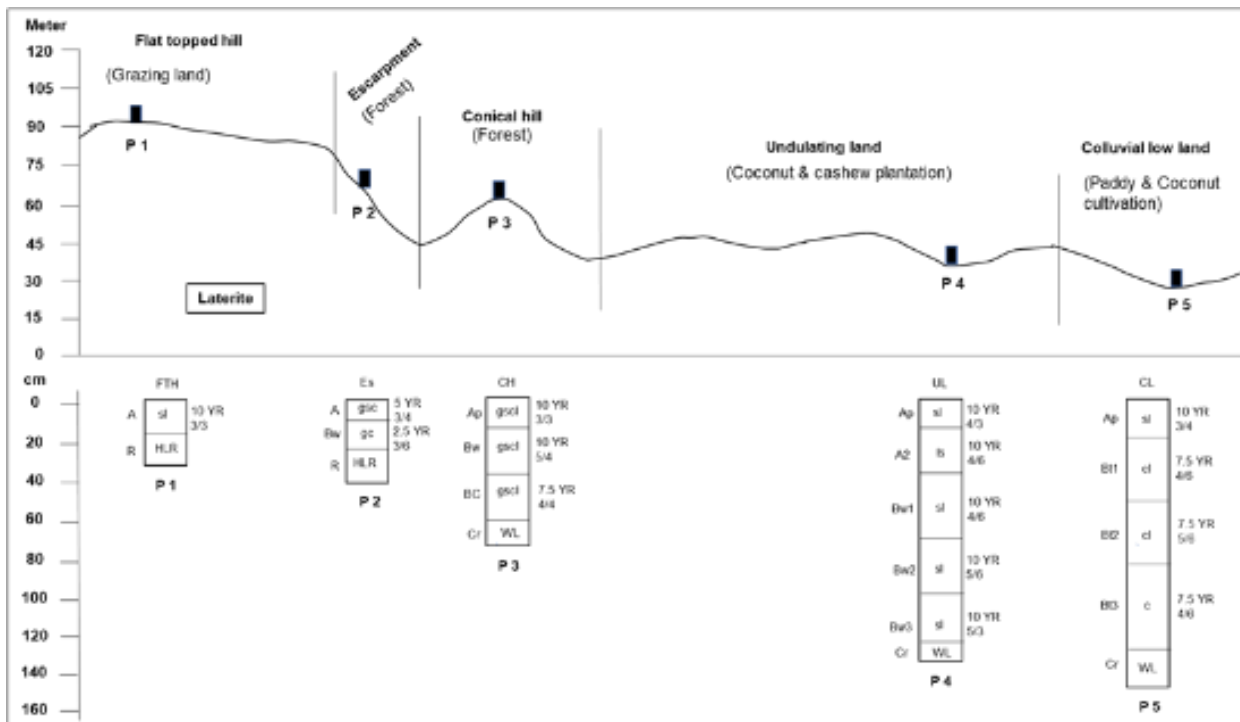 Meter
120
105
90
75
60
45
30
15
0
Flat topped hill
(Grazing land)
P 1
Escarpment
(Forest)
P 2
Conical hill
(Forest)
P 3
Undulating land
(Coconut & cashew plantation)
P 4
Colluvial low land
(Paddy & Coconut
cultivation)
P 5
Laterite
cm
0
20
40
60
80
100
120
140
160
FTH
A sl 10 YR
3/3
R HLR
P 1
Es
A gsc 5 YR
3/4
Bw gc 2.5 YR
3/6
R HLR
P 2
CH
Ap gscl 10 YR
3/3
Bw gscl 10 YR
5/4
BC gscl 7.5 YR
4/4
Cr WL
P 3
UL
Ap sl 10 YR
4/3
A2 ls 10 YR
4/6
Bw1 sl 10 YR
4/6
Bw2 sl 10 YR
5/6
Bw3 sl 10 YR
5/3
Cr WL
P 4
CL
Ap sl 10 YR
3/4
Bt1 cl 7.5 YR
4/6
Bt2 cl 7.5 YR
5/6
Bt3 c 7.5 YR
4/6
Cr WL
P 5